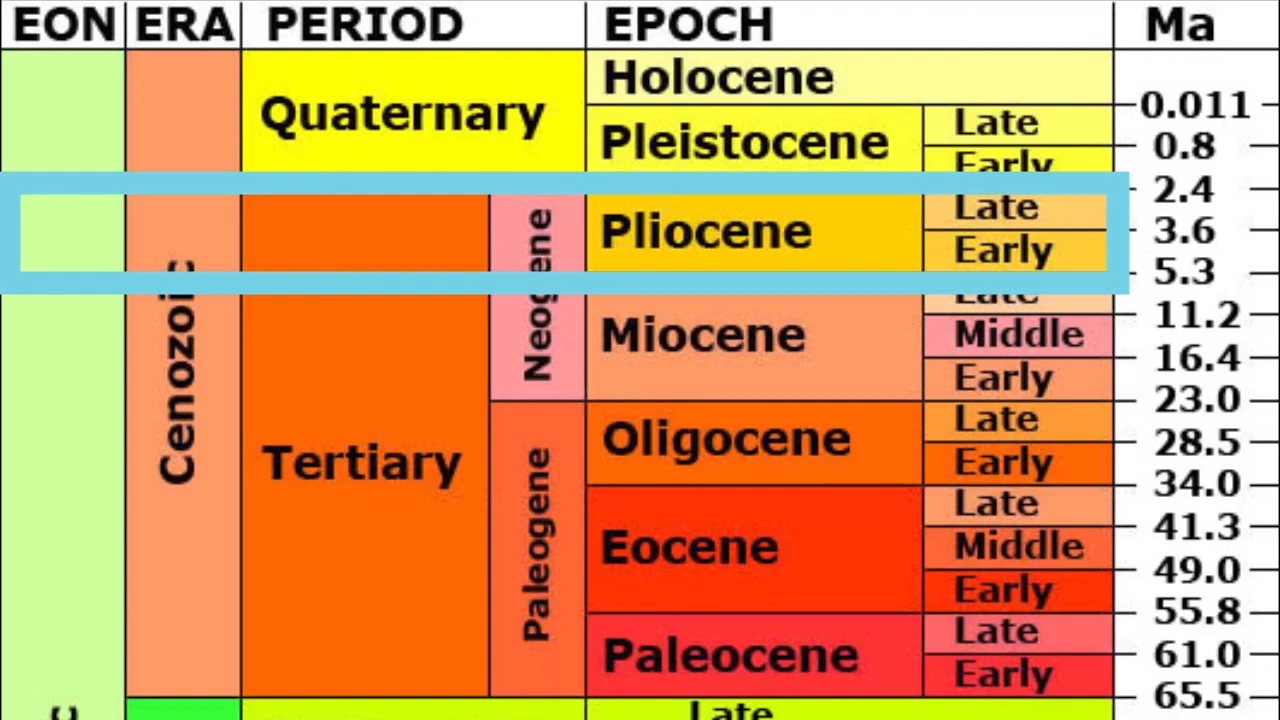 EON ERA PERIOD EPOCH Ma
Holocene
0.011
Quaternary Pleistocene Late
0.8
Early
2.4
Pliocene Late
3.6
Early
5.3
Cenozoic Tertiary Neogene Miocene Late
11.2
Middle
16.4
Early
23.0
Paleogene Oligocene Late
28.5
Early
34.0
Eocene Late
41.3
Middle
49.0
Early
55.8
Paleocene Late
61.0
Early
65.5
Late